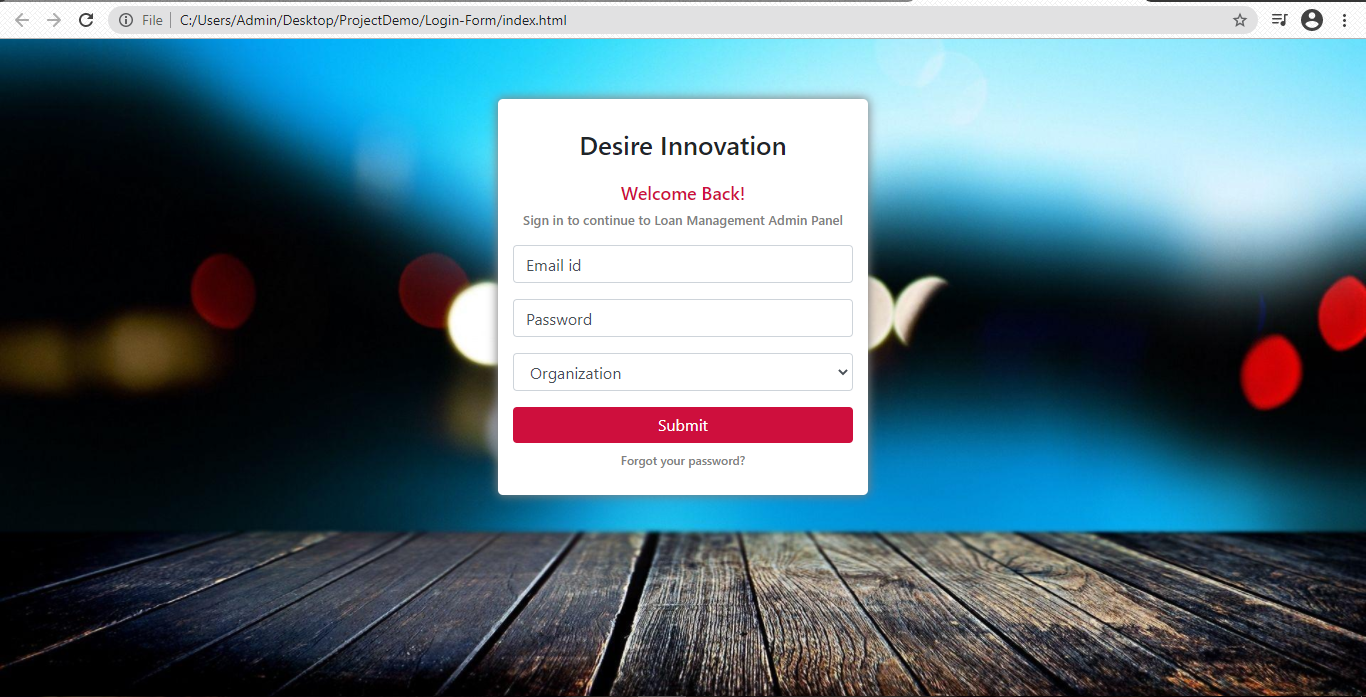 File C:/Users/Admin/Desktop/ProjectDemo/Login-Form/index.html
Desire Innovation
Welcome Back!
Sign in to continue to Loan Management Admin Panel
Email id
Password
Organization
Submit
Forgot your password?